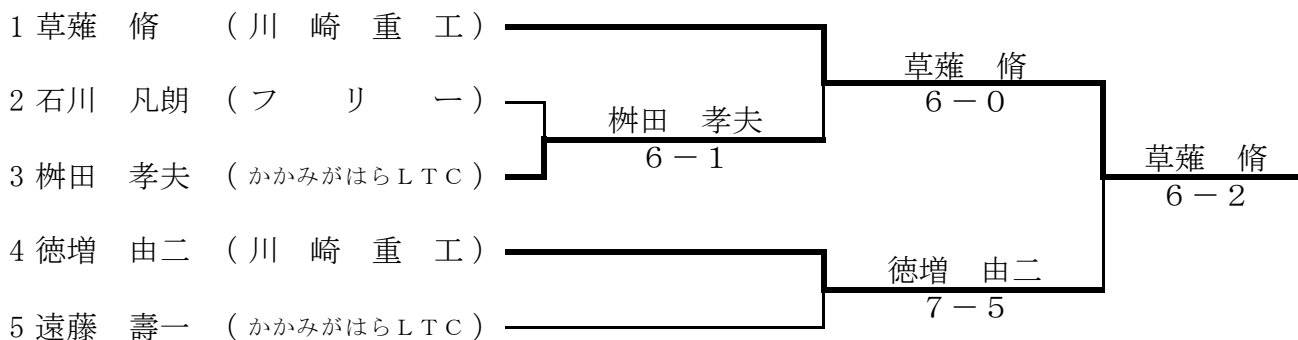 1 草薙 脩 (川崎重工)
草薙 脩
2 石川 凡朗 (フリー)
6－0
桝田 孝夫
6－1
草薙 脩
3 桝田 孝夫 (かかみがはらLTC)
6－2
4 徳増 由二 (川崎重工)
徳増 由二
7－5
5 遠藤 壽一 (かかみがはらLTC)